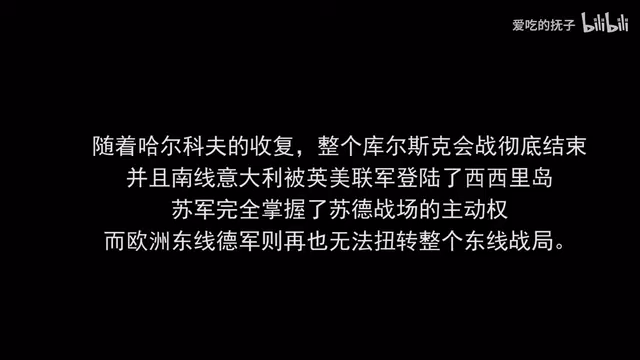 爱吃的抚子 bilibili
随着哈尔科夫的收复，整个库尔斯克会战彻底结束
并且南线意大利被英美联军登陆了西西里岛
苏军完全掌握了苏德战场的主动权
而欧洲东线德军则再也无法扭转整个东线战局。